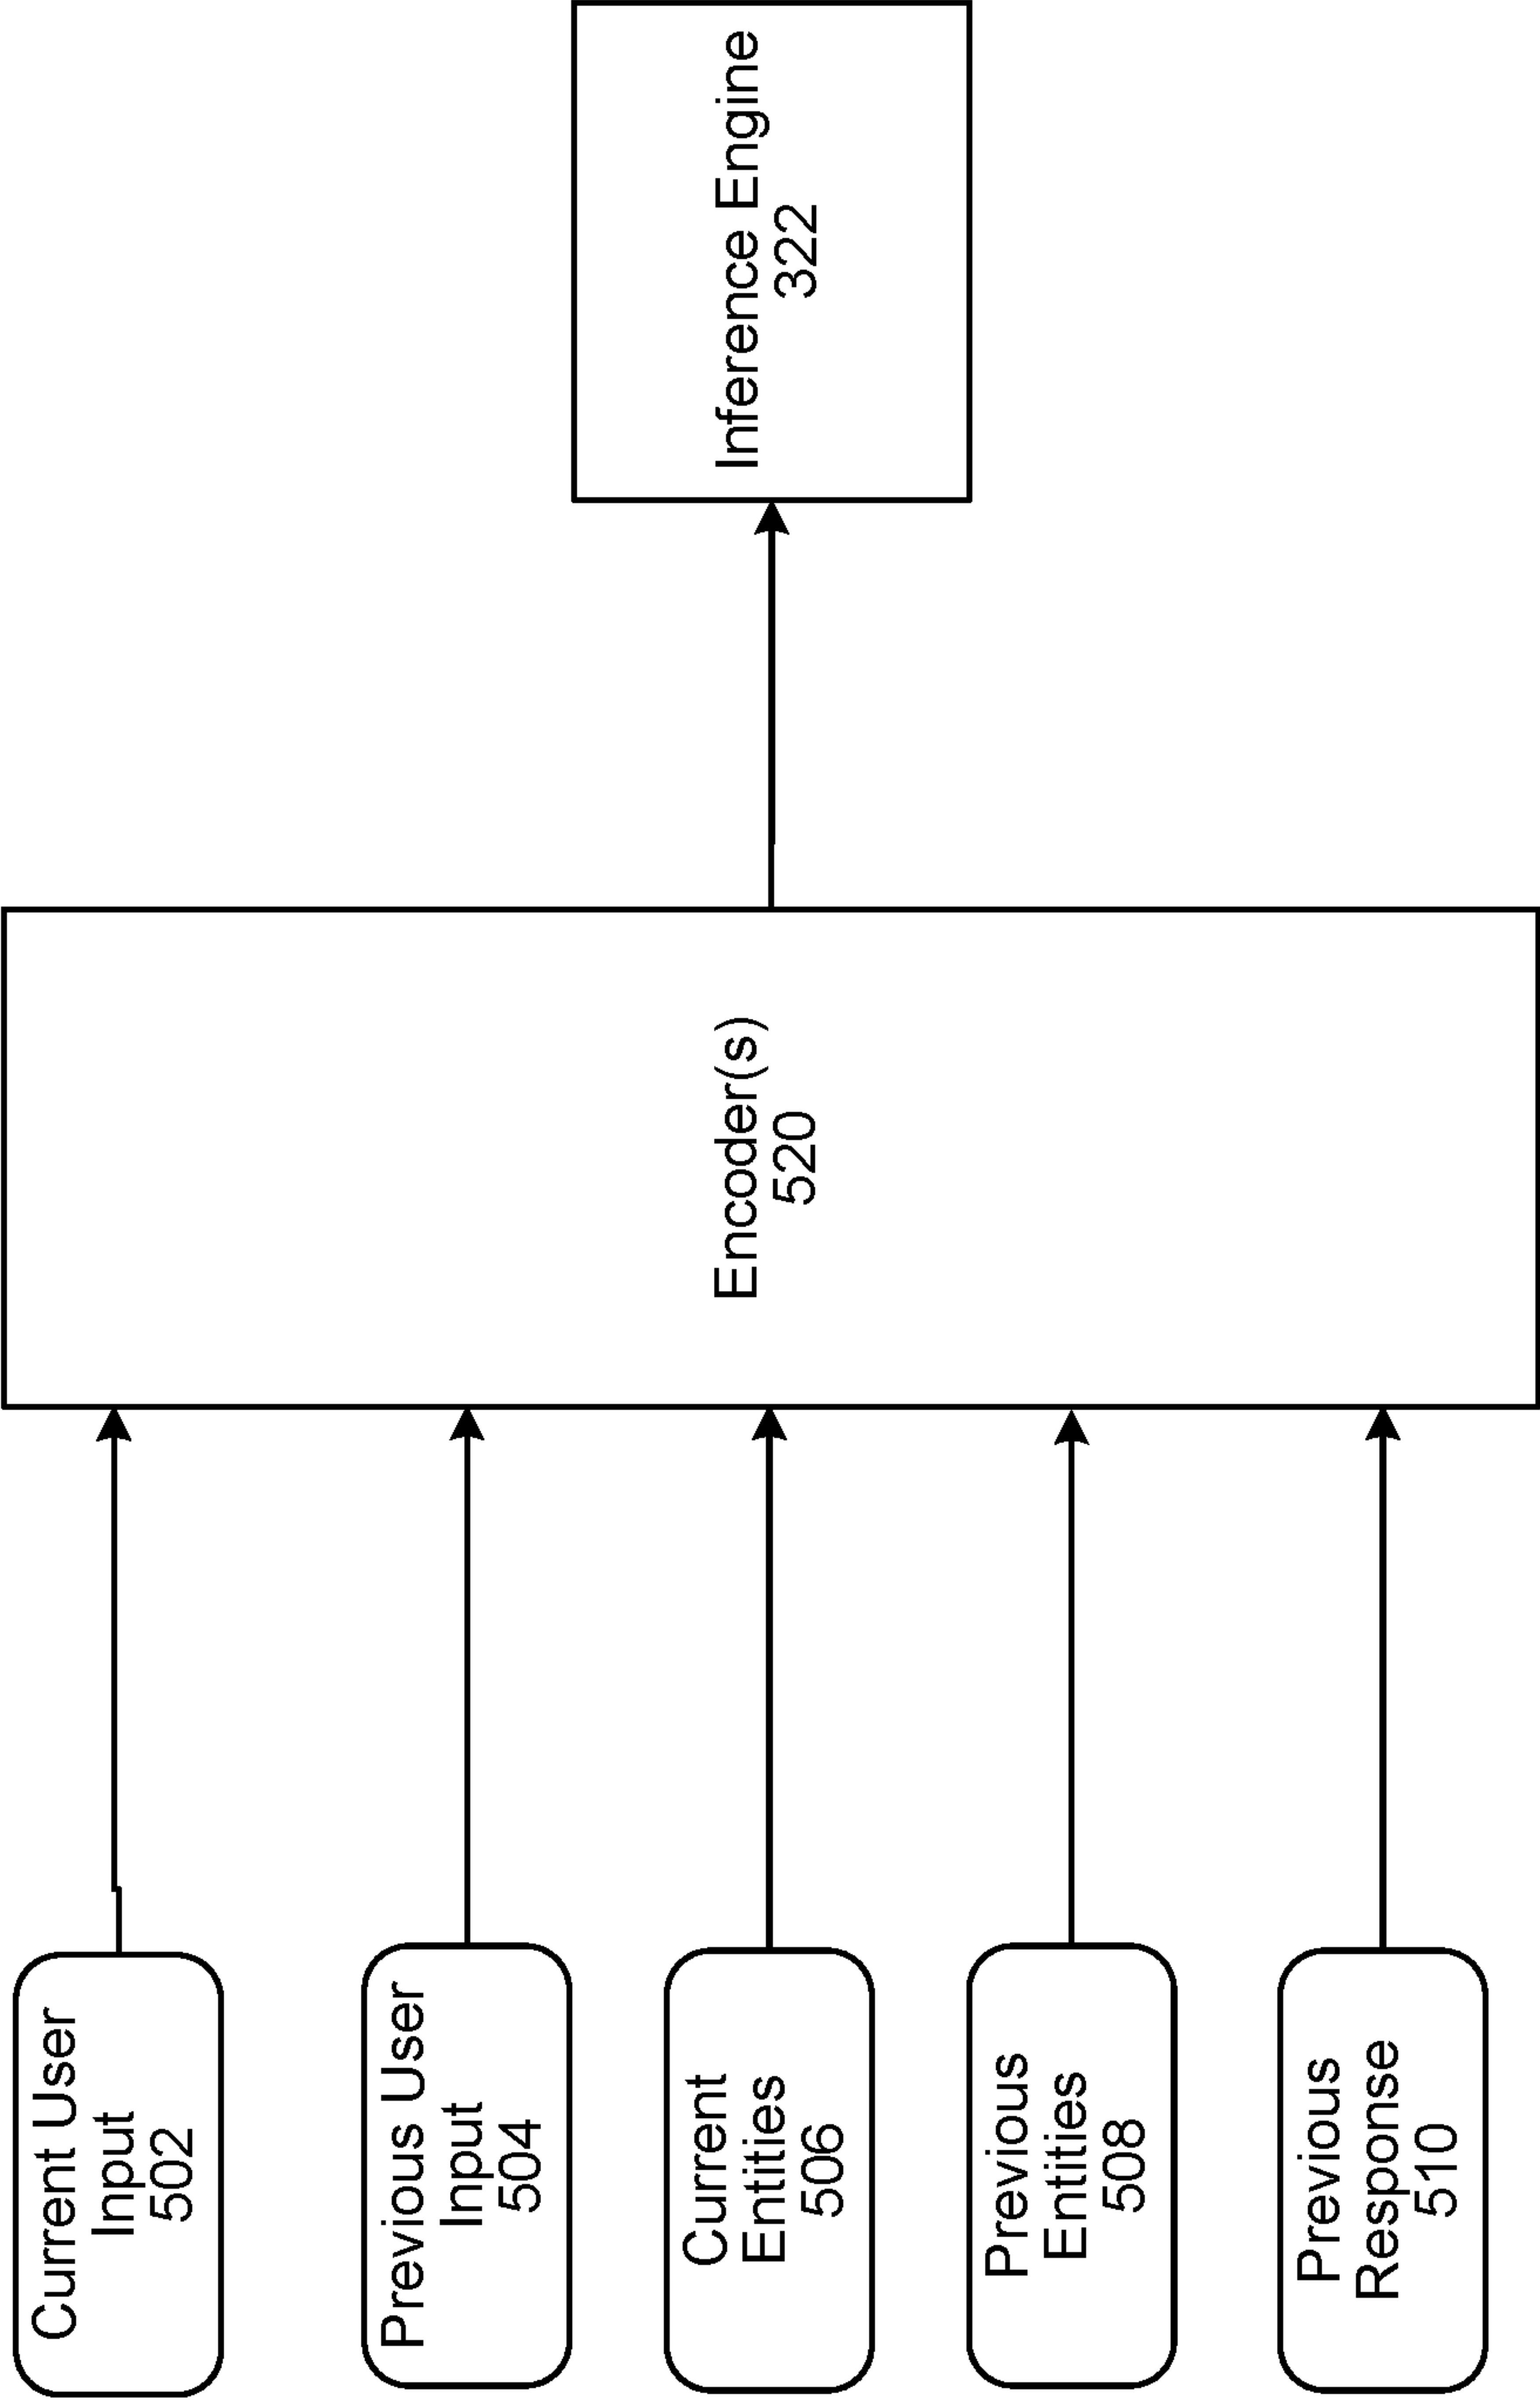 Current User
Input
502
Previous User
Input
504
Current
Entities
506
Previous
Entities
508
Previous
Response
510
Encoder(s)
520
Inference Engine
322